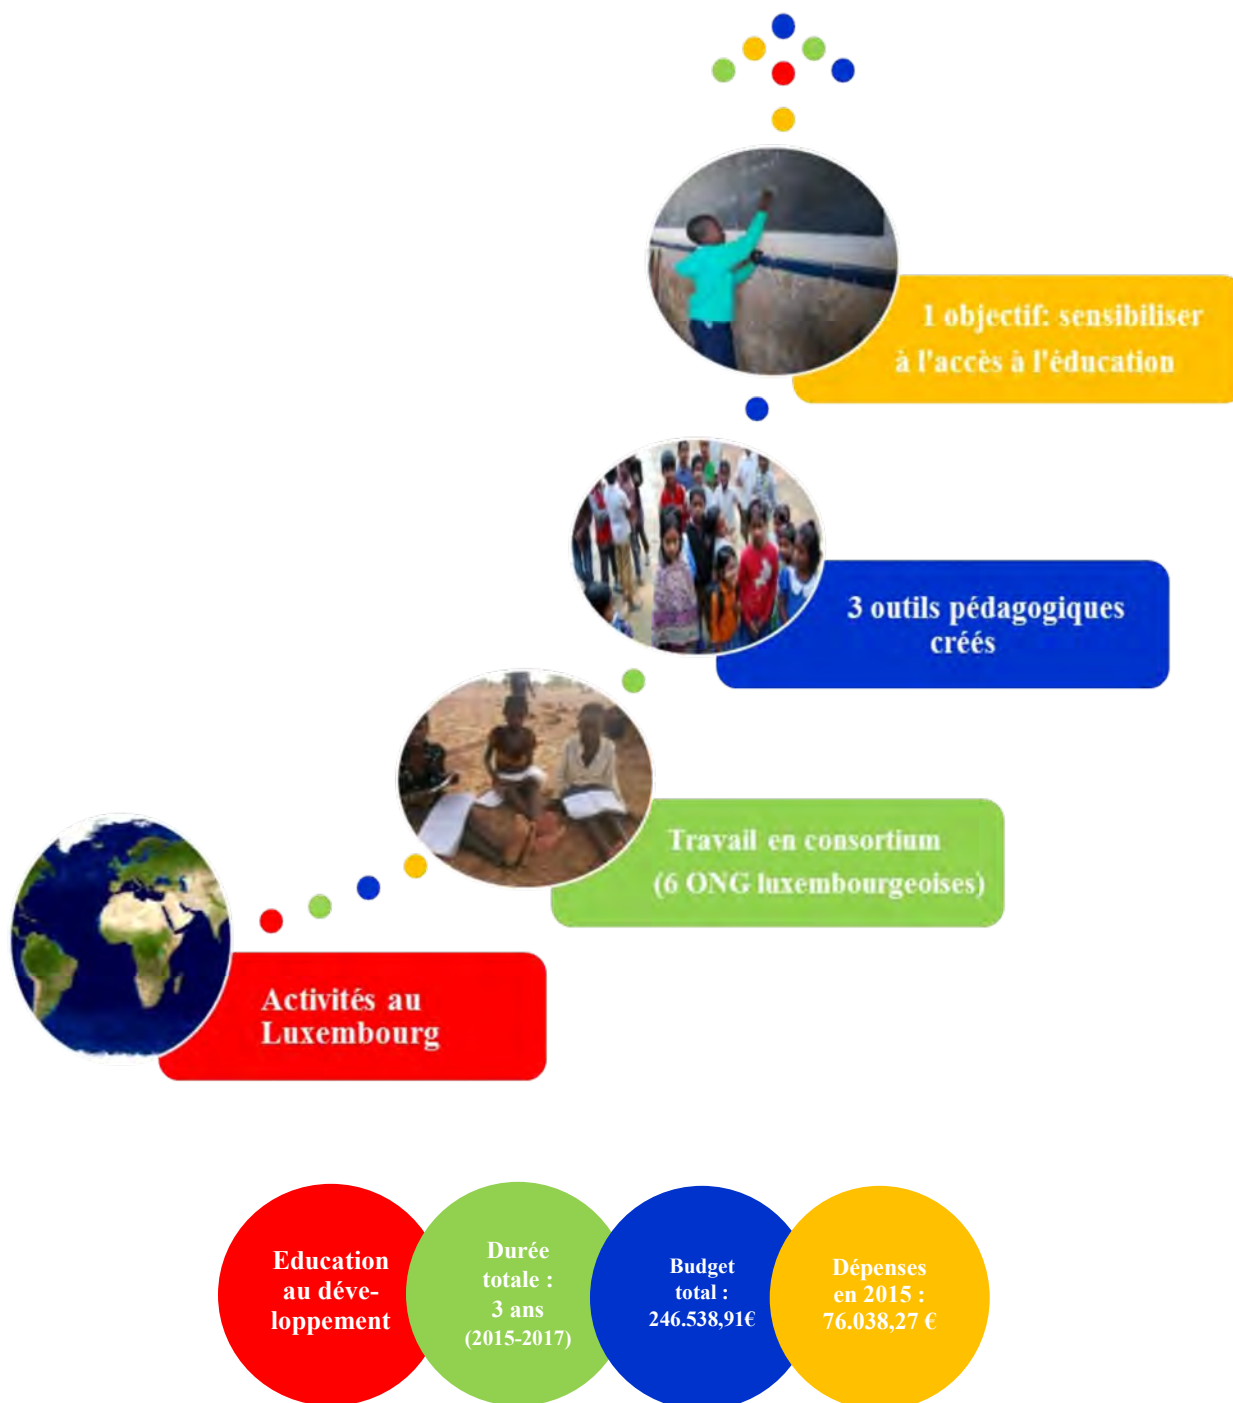 1 objectif: sensibiliser
à l'accès à l'éducation
3 outils pédagogiques
créés
Travail en consortium
(6 ONG luxembourgeoises)
Activités au
Luxembourg
Education
au déve-
loppement
Durée
totale :
3 ans
(2015-2017)
Budget
total :
246.538,91€
Dépenses
en 2015 :
76.038,27 €